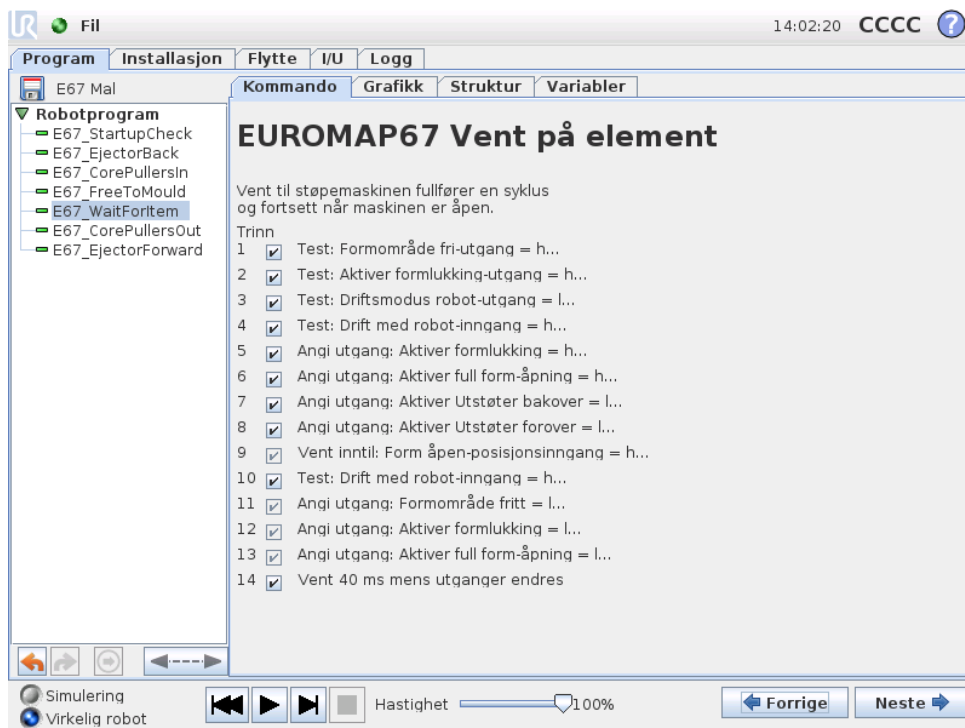 UR Fil 14:02:20 CCCC ?
Program Installasjon Flytte I/U Logg
E67 Mal
Kommando Grafikk Struktur Variabler
Robotprogram
E67_StartupCheck
E67_EjectorBack
E67_CorePullersIn
E67_FreeToMould
E67_WaitForItem
E67_CorePullersOut
E67_EjectorForward
EUROMAP67 Vent på element
Vent til støpemaskinen fullfører en syklus
og fortsett når maskinen er åpen.
Trinn
1 Test: Formområde fri-utgang = h...
2 Test: Aktiver formlukking-utgang = h...
3 Test: Driftsmodus robot-utgang = l...
4 Test: Drift med robot-inngang = h...
5 Angi utgang: Aktiver formlukking = h...
6 Angi utgang: Aktiver full form-åpning = h...
7 Angi utgang: Aktiver Utstøter bakover = l...
8 Angi utgang: Aktiver Utstøter forover = l...
9 Vent inntil: Form åpen-posisjonsinngang = h...
10 Test: Drift med robot-inngang = h...
11 Angi utgang: Formområde fritt = l...
12 Angi utgang: Aktiver formlukking = l...
13 Angi utgang: Aktiver full form-åpning = l...
14 Vent 40 ms mens utganger endres
Simulering
Virkelig robot
Hastighet 100%
Forrige Neste